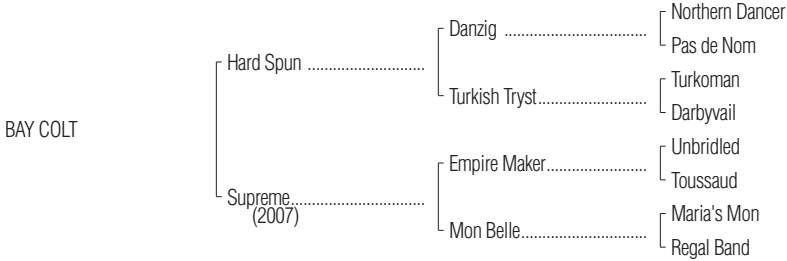 Northern Dancer
Danzig ..................................
Pas de Nom
Hard Spun ............................
Turkoman
Turkish Tryst..........................
Darbyvail
BAY COLT
Unbridled
Empire Maker........................
Toussaud
Supreme................................
(2007)
Maria's Mon
Mon Belle..............................
Regal Band